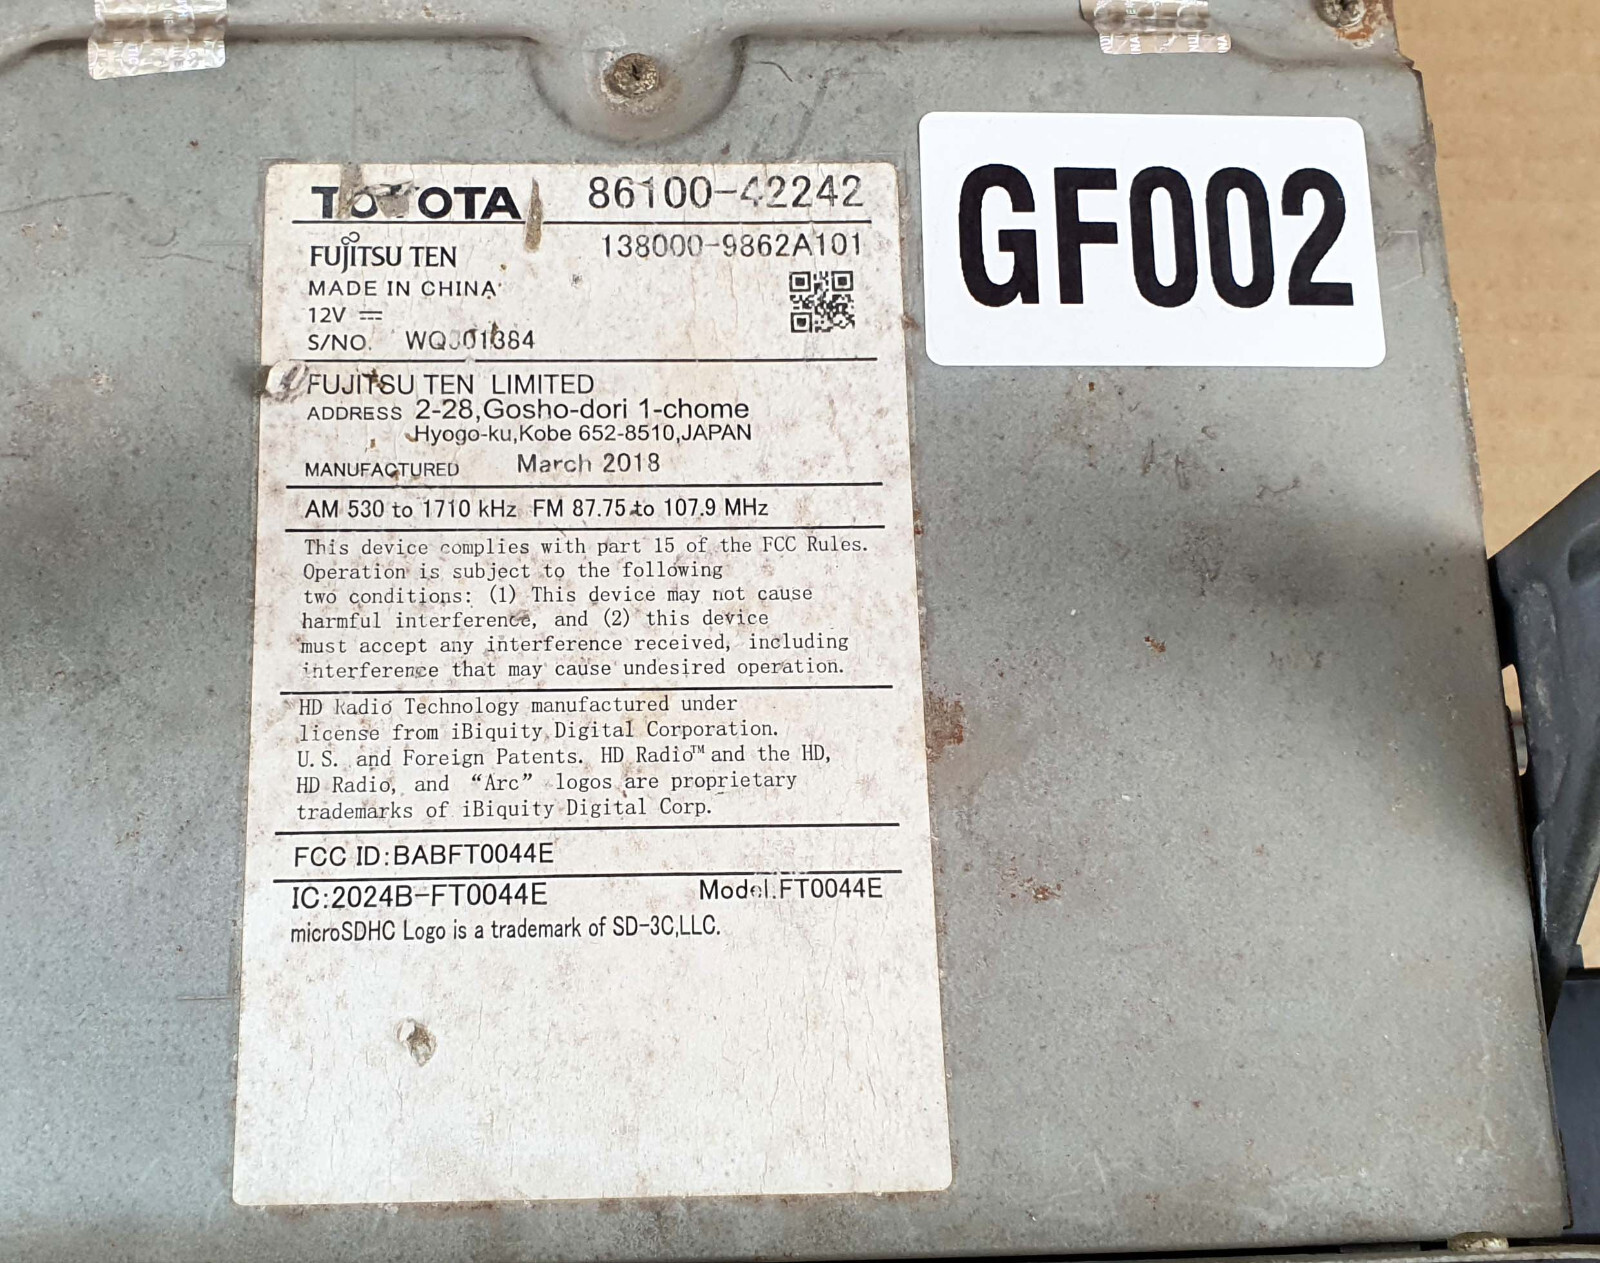 TOYOTA 86100-42242
FUJITSU TEN 138000-9862A101
MADE IN CHINA
12V
S/NO. WQ301384
FUJITSU TEN LIMITED
ADDRESS 2-28,Gosho-dori 1-chome
Hyogo-ku,Kobe 652-8510,JAPAN
MANUFACTURED March 2018
AM 530 to 1710 kHz FM 87.75 to 107.9 MHz
This device complies with part 15 of the FCC Rules.
Operation is subject to the following
two conditions: (1) This device may not cause
harmful interference, and (2) this device
must accept any interference received, including
interference that may cause undesired operation.
HD Radio Technology manufactured under
license from iBiquity Digital Corporation.
U.S. and Foreign Patents. HD Radio™ and the HD,
HD Radio, and “Arc” logos are proprietary
trademarks of iBiquity Digital Corp.
FCC ID:BABFT0044E
IC:2024B-FT0044E Model:FT0044E
microSDHC Logo is a trademark of SD-3C,LLC.
GF002